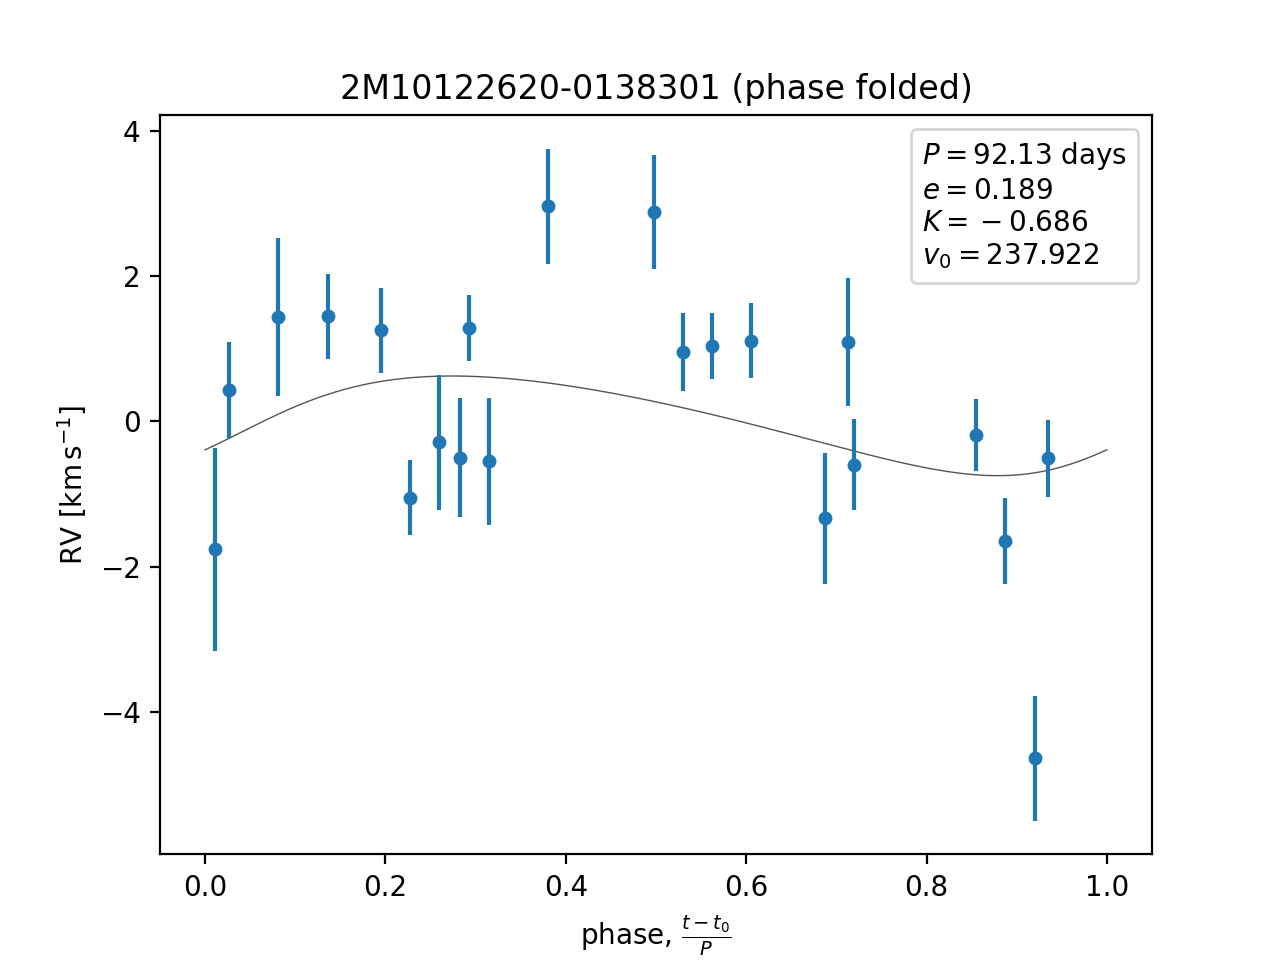 2M10122620-0138301 (phase folded)
P = 92.13 days
e = 0.189
K = −0.686
v₀ = 237.922
RV [km s⁻¹]
4
2
0
−2
−4
0.0 0.2 0.4 0.6 0.8 1.0
phase, (t − t₀)/P